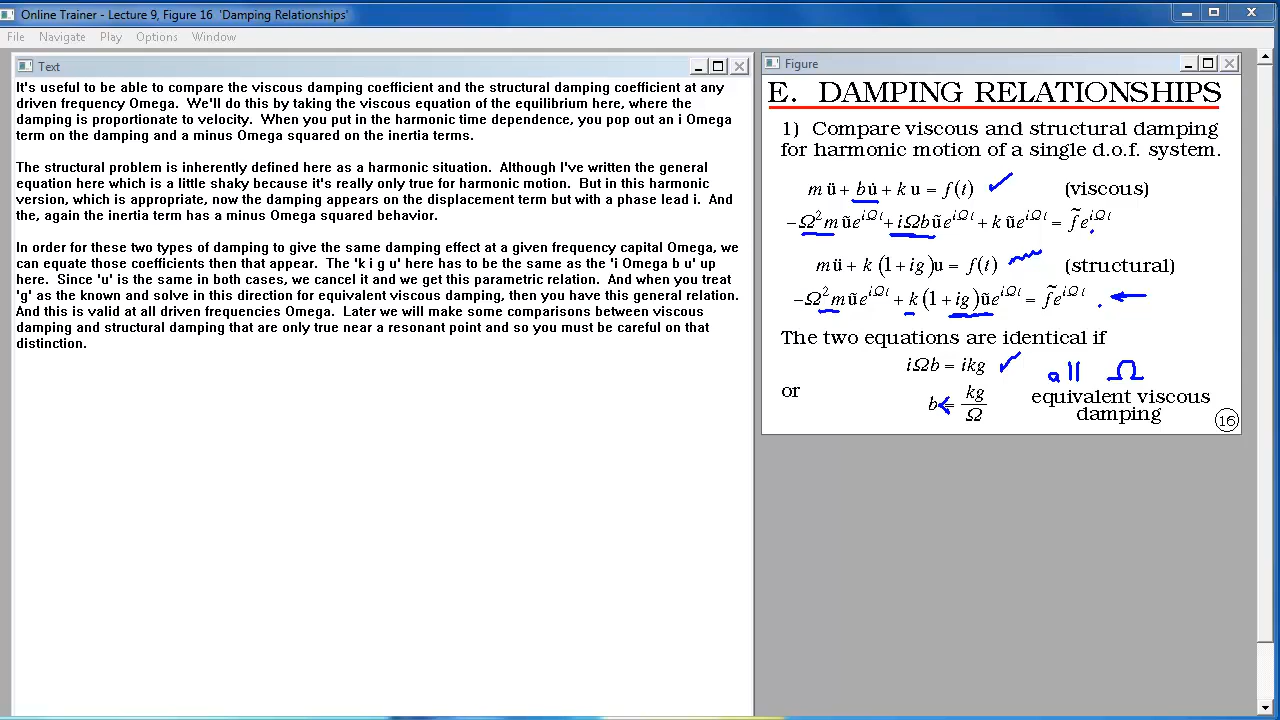 Online Trainer - Lecture 9, Figure 16 'Damping Relationships'
File Navigate Play Options Window
Text
It's useful to be able to compare the viscous damping coefficient and the structural damping coefficient at any
driven frequency Omega. We'll do this by taking the viscous equation of the equilibrium here, where the
damping is proportionate to velocity. When you put in the harmonic time dependence, you pop out an i Omega
term on the damping and a minus Omega squared on the inertia terms.
The structural problem is inherently defined here as a harmonic situation. Although I've written the general
equation here which is a little shaky because it's really only true for harmonic motion. But in this harmonic
version, which is appropriate, now the damping appears on the displacement term but with a phase lead i. And
the, again the inertia term has a minus Omega squared behavior.
In order for these two types of damping to give the same damping effect at a given frequency capital Omega, we
can equate those coefficients then that appear. The 'k i g u' here has to be the same as the 'i Omega b u' up
here. Since 'u' is the same in both cases, we cancel it and we get this parametric relation. And when you treat
'g' as the known and solve in this direction for equivalent viscous damping, then you have this general relation.
And this is valid at all driven frequencies Omega. Later we will make some comparisons between viscous
damping and structural damping that are only true near a resonant point and so you must be careful on that
distinction.
Figure
E. DAMPING RELATIONSHIPS
1) Compare viscous and structural damping
for harmonic motion of a single d.o.f. system.
m ü + b u̇ + k u = f(t) (viscous)
−Ω²m ũe^{iΩt} + iΩb ũe^{iΩt} + k ũe^{iΩt} = f̃e^{iΩt}
m ü + k (1 + ig)u = f(t) (structural)
−Ω²m ũe^{iΩt} + k (1 + ig)ũe^{iΩt} = f̃e^{iΩt}
The two equations are identical if
iΩb = ikg
all Ω
or b = kg/Ω equivalent viscous
damping
16